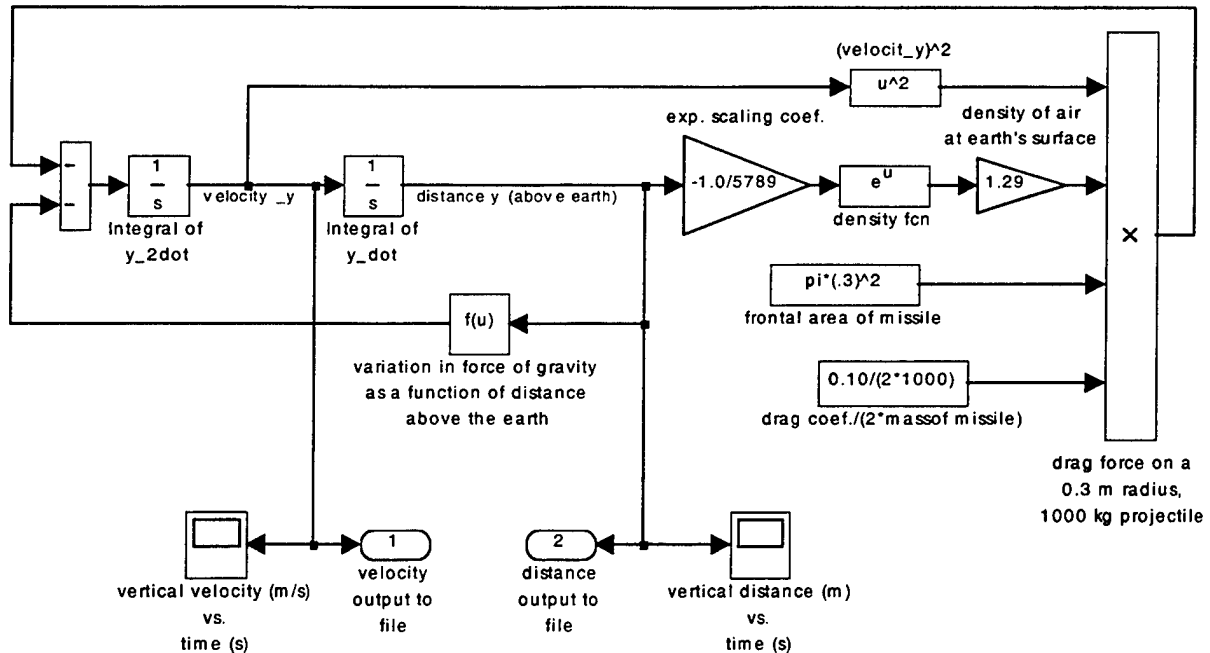 (velocit_y)^2
u^2
exp. scaling coef.
density of air
at earth's surface
-
-
1
s
velocity _y
Integral of
y_2dot
1
s
distance y (above earth)
Integral of
y_dot
-1.0/5789
e^u
density fcn
1.29
×
pi*(.3)^2
frontal area of missile
f(u)
variation in force of gravity
as a function of distance
above the earth
0.10/(2*1000)
drag coef./(2*massof missile)
drag force on a
0.3 m radius,
1000 kg projectile
vertical velocity (m/s)
vs.
time (s)
1
velocity
output to
file
2
distance
output to
file
vertical distance (m)
vs.
time (s)